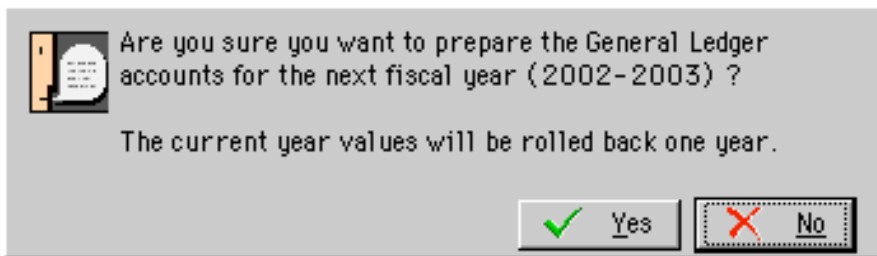 Are you sure you want to prepare the General Ledger
accounts for the next fiscal year (2002-2003) ?
The current year values will be rolled back one year.
Yes No